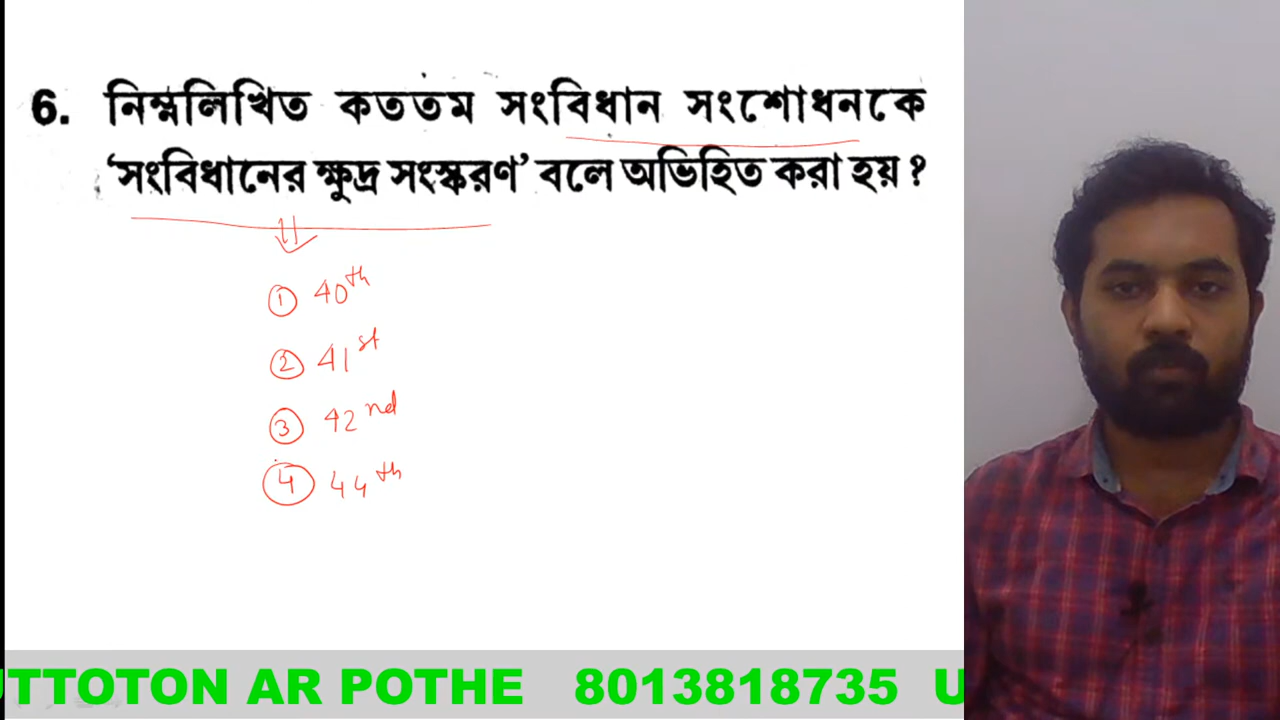 6. নিম্নলিখিত কততম সংবিধান সংশোধনকে
'সংবিধানের ক্ষুদ্র সংস্করণ' বলে অভিহিত করা হয় ?
① 40th
② 41st
③ 42nd
④ 44th
UTTOTON AR POTHE 8013818735 U